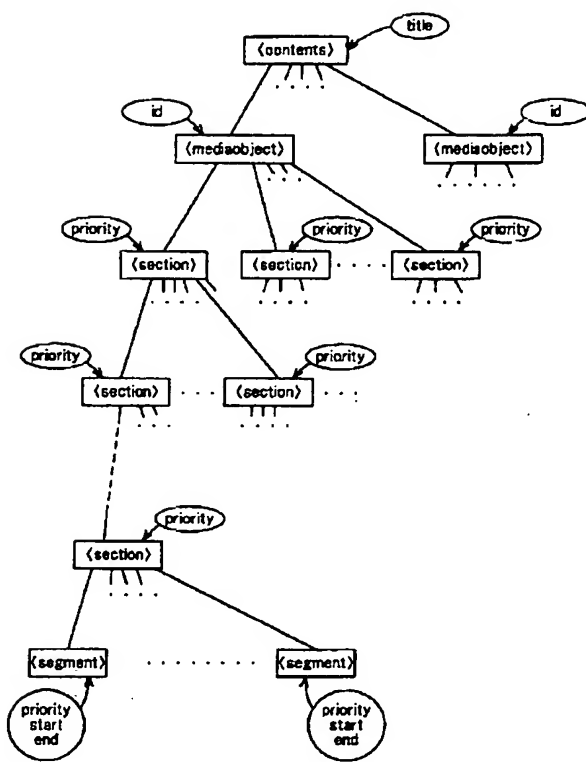 title
<contents>
id
id
<mediaobject>
<mediaobject>
priority
priority
priority
<section>
<section>
<section>
priority
priority
<section>
<section>
priority
<section>
<segment>
<segment>
priority
start
end
priority
start
end